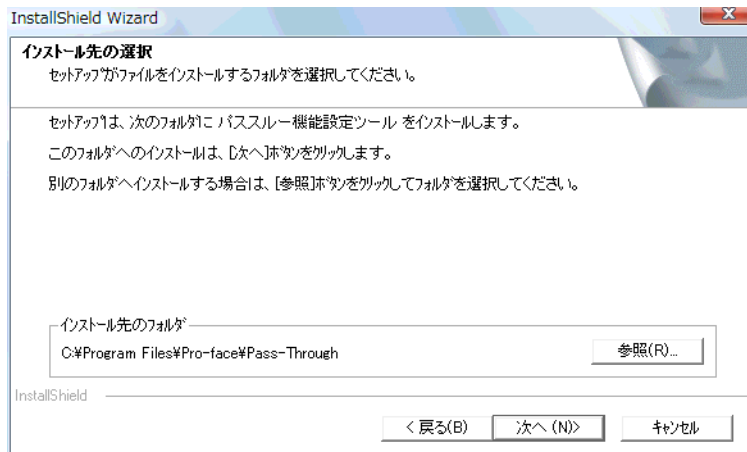 InstallShield Wizard
インストール先の選択
セットアップがファイルをインストールするフォルダを選択してください。
セットアップは、次のフォルダに パススルー機能設定ツール をインストールします。
このフォルダへのインストールは、[次へ]ボタンをクリックします。
別のフォルダへインストールする場合は、[参照]ボタンをクリックしてフォルダを選択してください。
インストール先のフォルダ
C:¥Program Files¥Pro-face¥Pass-Through
参照(R)...
InstallShield
< 戻る(B)
次へ (N)>
キャンセル